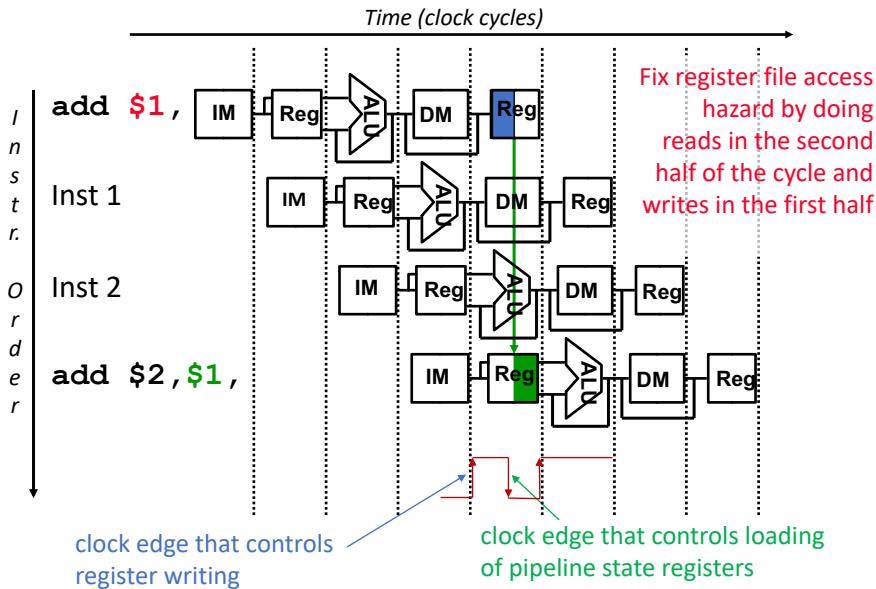 Time (clock cycles)
Instr. Order
add $1,
IM
Reg
ALU
DM
Reg
Fix register file access
hazard by doing
reads in the second
half of the cycle and
writes in the first half
Inst 1
IM
Reg
ALU
DM
Reg
Inst 2
IM
Reg
ALU
DM
Reg
add $2,$1,
IM
Reg
ALU
DM
Reg
clock edge that controls
register writing
clock edge that controls loading
of pipeline state registers